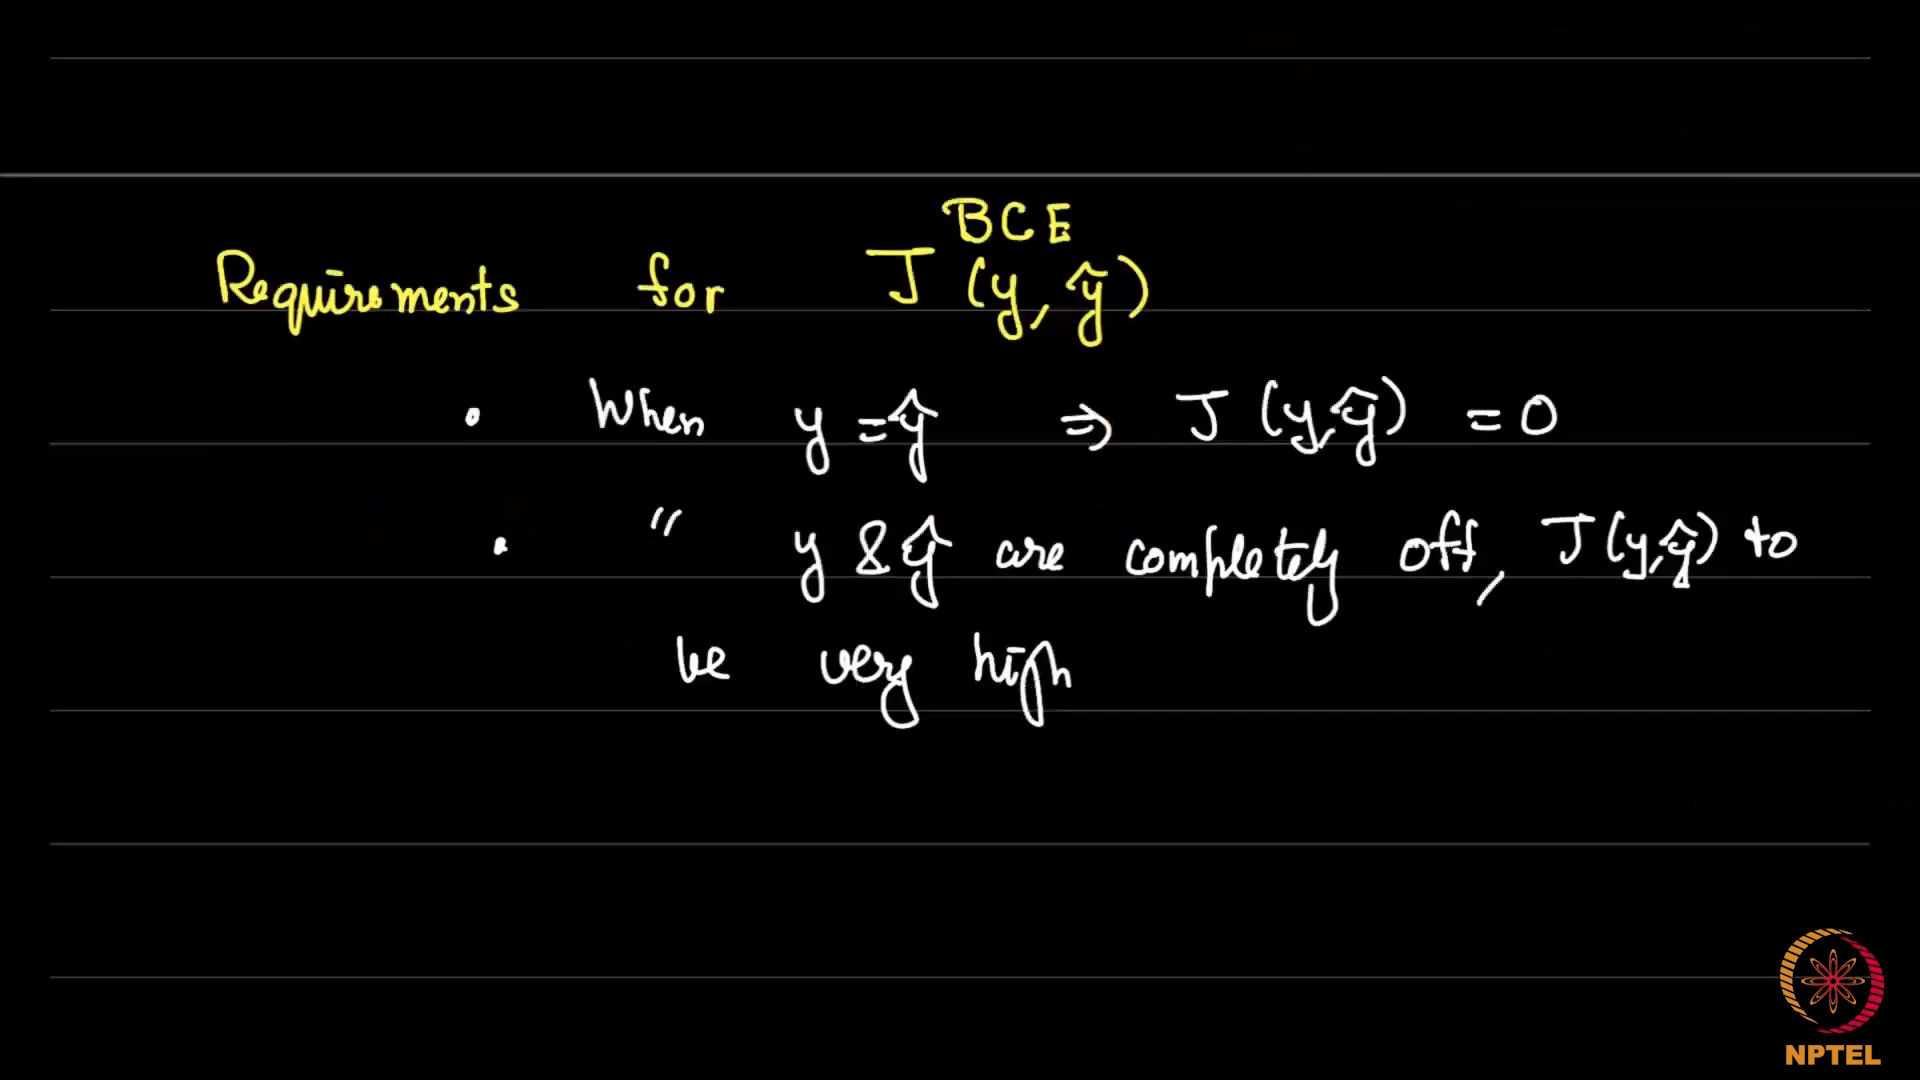 BCE
Requirements for J (y, ŷ)
• When y = ŷ ⇒ J (y, ŷ) = 0
• " y & ŷ are completely off, J(y, ŷ) to
be very high
NPTEL